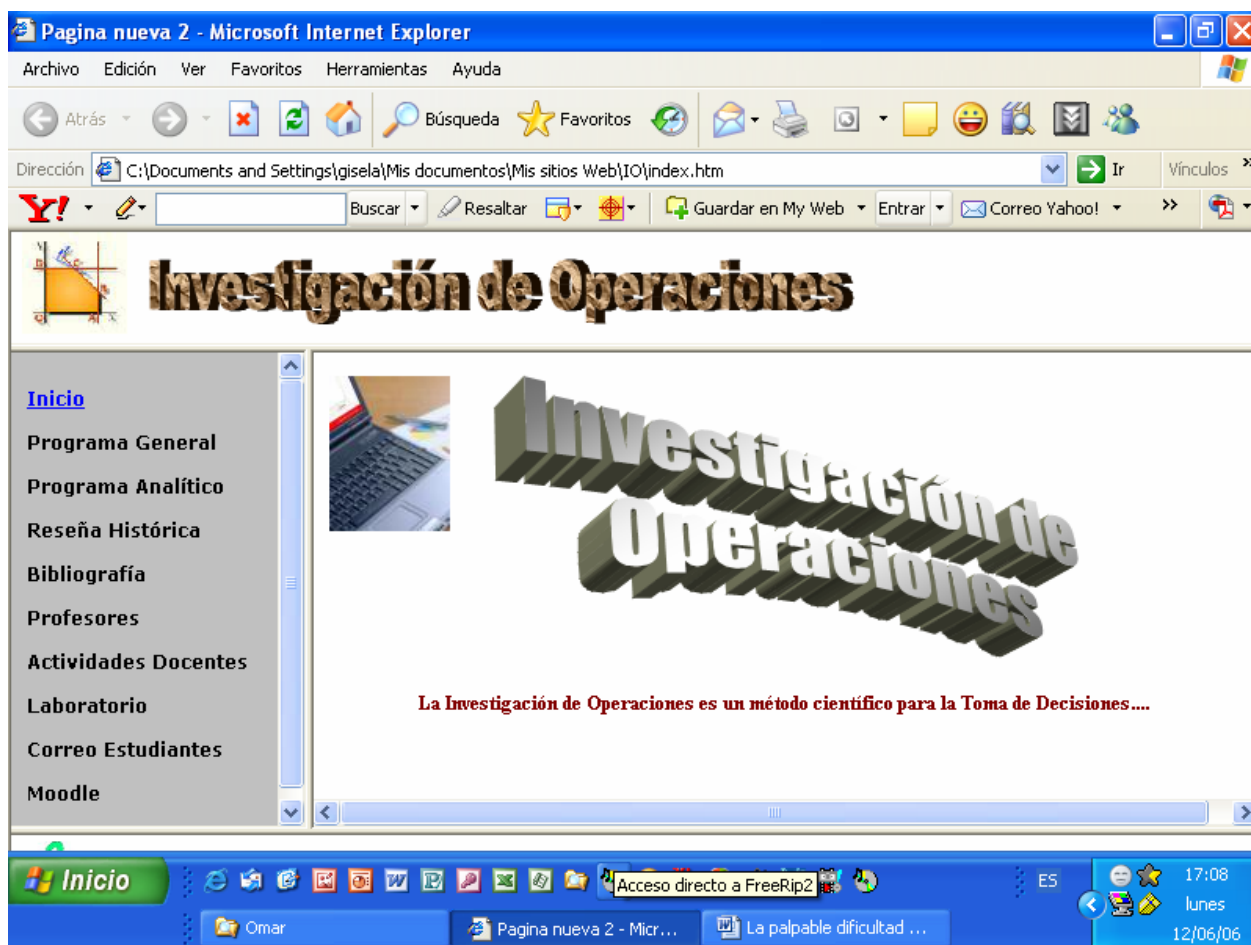 Pagina nueva 2 - Microsoft Internet Explorer
Archivo Edición Ver Favoritos Herramientas Ayuda
Atrás Búsqueda Favoritos
Dirección C:\Documents and Settings\gisela\Mis documentos\Mis sitios Web\IO\index.htm Ir Vínculos »
Y! Buscar Resaltar Guardar en My Web Entrar Correo Yahoo! »
Investigación de Operaciones
Inicio
Programa General
Programa Analítico
Reseña Histórica
Bibliografía
Profesores
Actividades Docentes
Laboratorio
Correo Estudiantes
Moodle
Investigación de
Operaciones
La Investigación de Operaciones es un método científico para la Toma de Decisiones....
Inicio
Acceso directo a FreeRip2
ES
17:08
lunes
12/06/06
Omar
Pagina nueva 2 - Micr...
La palpable dificultad ...